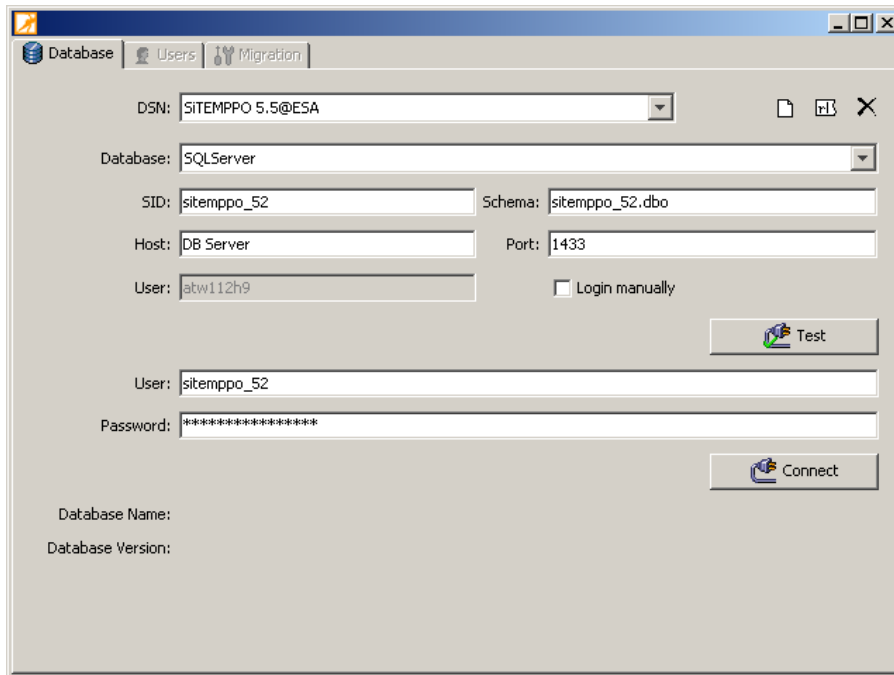 Database Users Migration
DSN: SiTEMPPO 5.5@ESA
Database: SQLServer
SID: sitemppo_52 Schema: sitemppo_52.dbo
Host: DB Server Port: 1433
User: atw112h9 Login manually
Test
User: sitemppo_52
Password: ****************
Connect
Database Name:
Database Version: